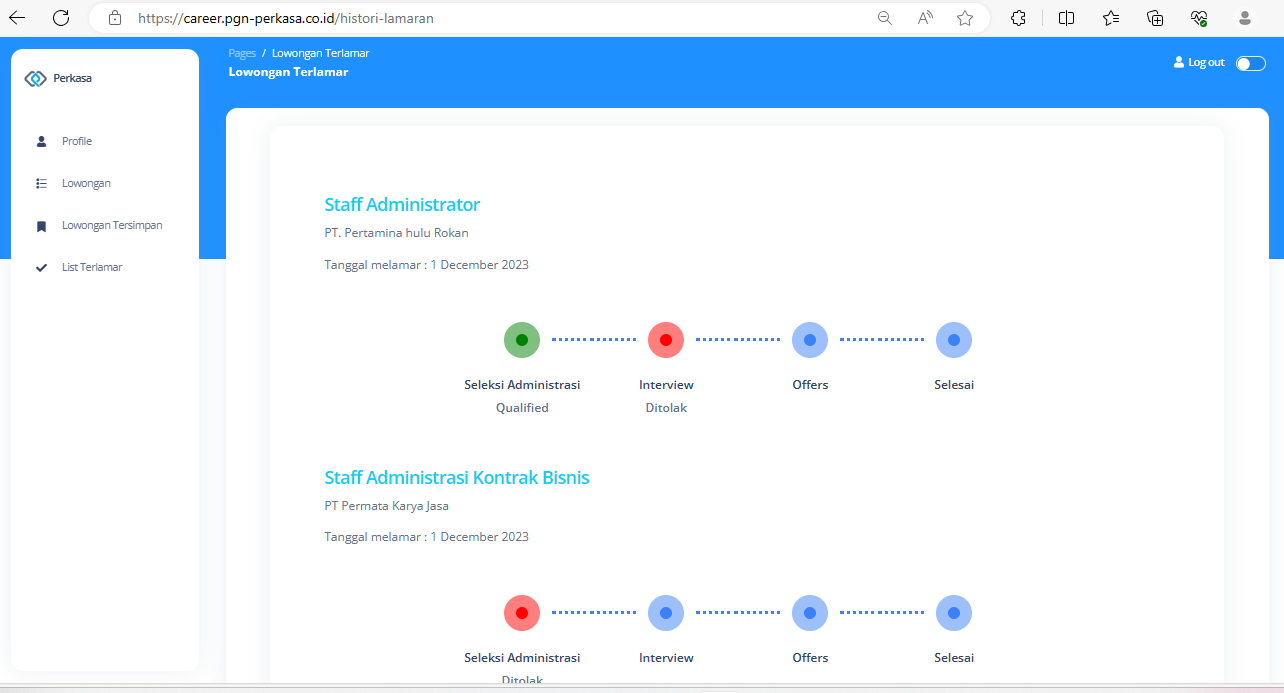 https://career.pgn-perkasa.co.id/histori-lamaran
Pages / Lowongan Terlamar
Lowongan Terlamar
Log out
Perkasa
Profile
Lowongan
Lowongan Tersimpan
List Terlamar
Staff Administrator
PT. Pertamina hulu Rokan
Tanggal melamar : 1 December 2023
Seleksi Administrasi Interview Offers Selesai
Qualified Ditolak
Staff Administrasi Kontrak Bisnis
PT Permata Karya Jasa
Tanggal melamar : 1 December 2023
Seleksi Administrasi Interview Offers Selesai
Ditolak